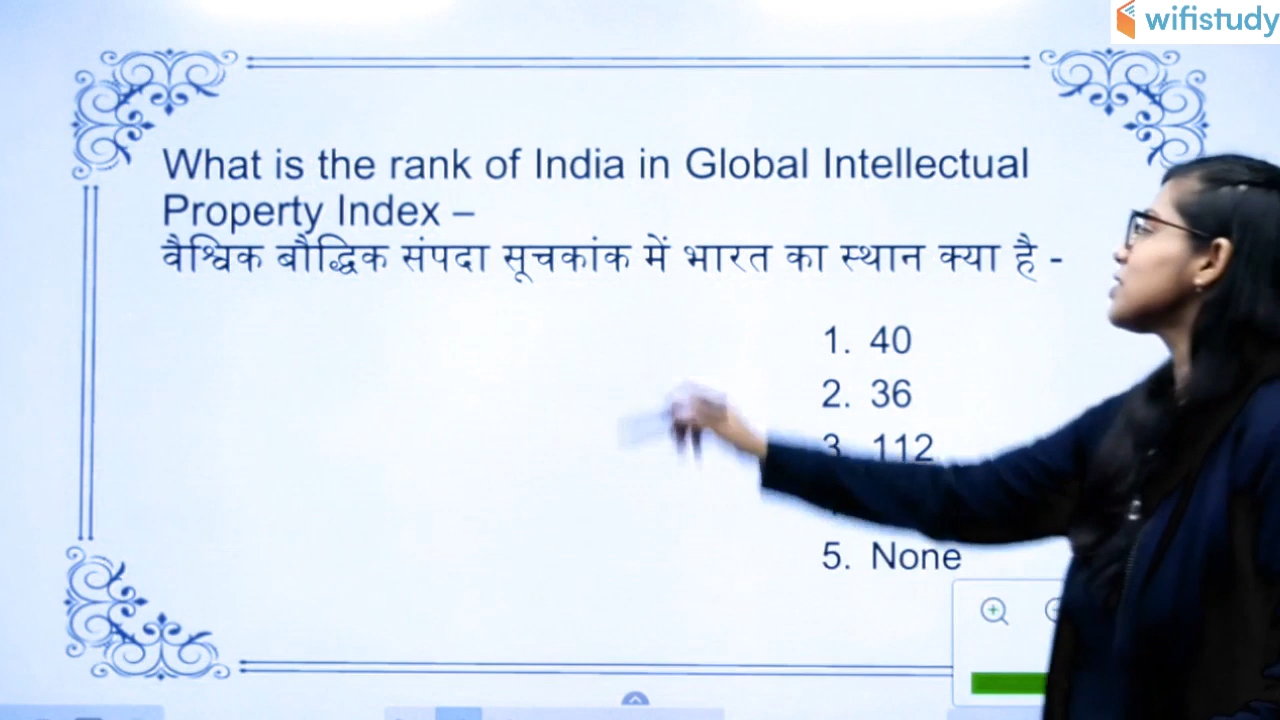 wifistudy
What is the rank of India in Global Intellectual
Property Index –
वैश्विक बौद्धिक संपदा सूचकांक में भारत का स्थान क्या है -
1. 40
2. 36
3. 112
5. None